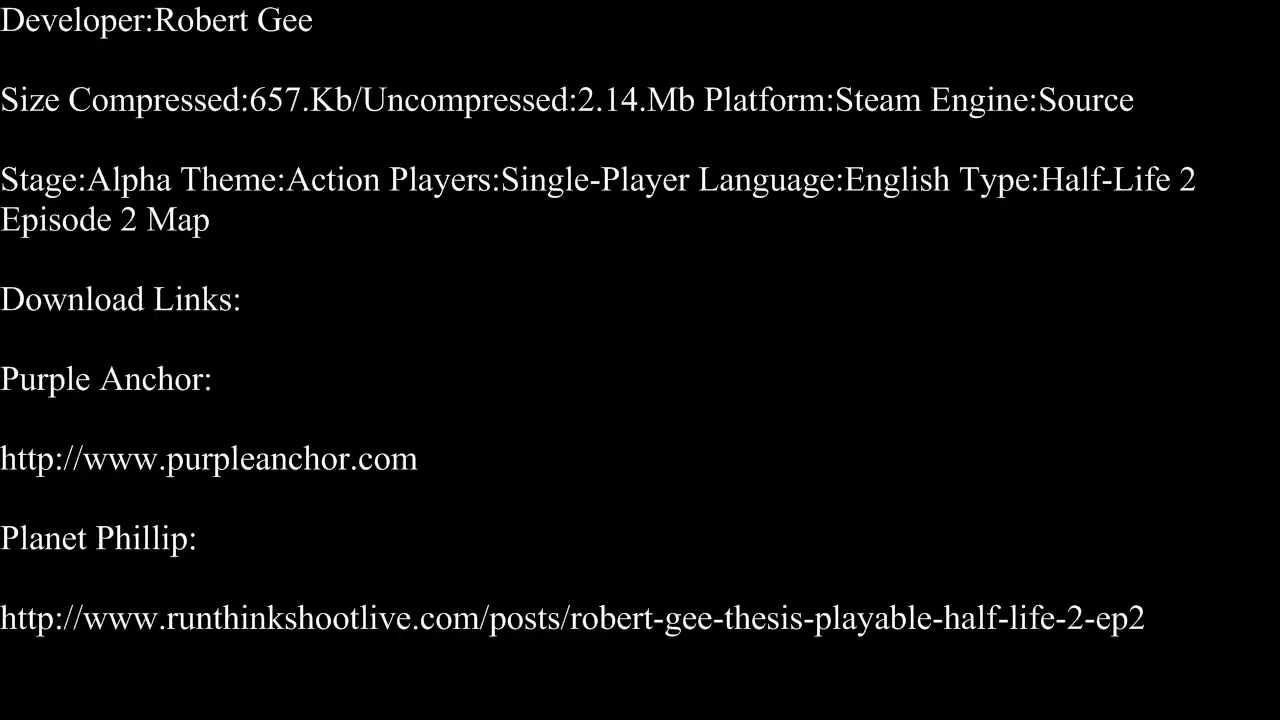 Developer:Robert Gee
Size Compressed:657.Kb/Uncompressed:2.14.Mb Platform:Steam Engine:Source
Stage:Alpha Theme:Action Players:Single-Player Language:English Type:Half-Life 2
Episode 2 Map
Download Links:
Purple Anchor:
http://www.purpleanchor.com
Planet Phillip:
http://www.runthinkshootlive.com/posts/robert-gee-thesis-playable-half-life-2-ep2